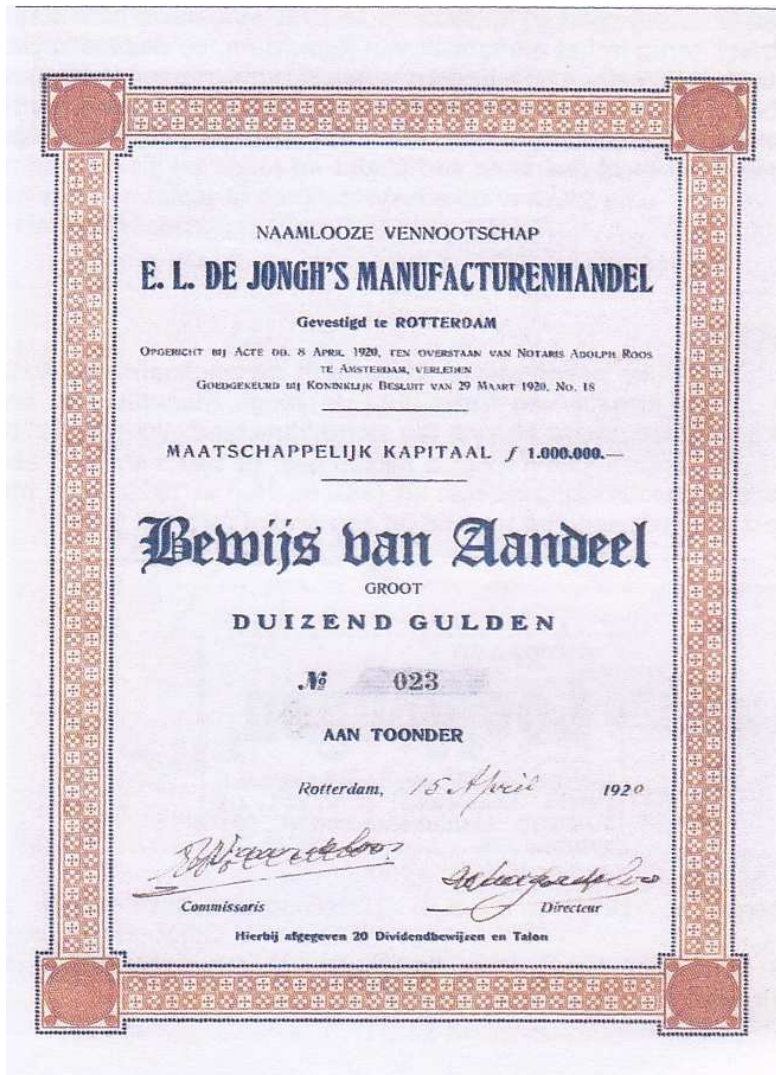 NAAMLOOZE VENNOOTSCHAP
E. L. DE JONGH'S MANUFACTURENHANDEL
Gevestigd te ROTTERDAM
OPGERICHT BIJ ACTE DD. 8 APRIL 1920, TEN OVERSTAAN VAN NOTARIS ADOLPH ROOS
TE AMSTERDAM, VERLEDEN
GOEDGEKEURD BIJ KONINKLIJK BESLUIT VAN 29 MAART 1920, NO. 18
MAATSCHAPPELIJK KAPITAAL ƒ 1.000.000.—
Bewijs van Aandeel
GROOT
DUIZEND GULDEN
№ 023
AAN TOONDER
Rotterdam, 15 April 1920
Commissaris Directeur
Hierbij afgegeven 20 Dividendbewijzen en Talon